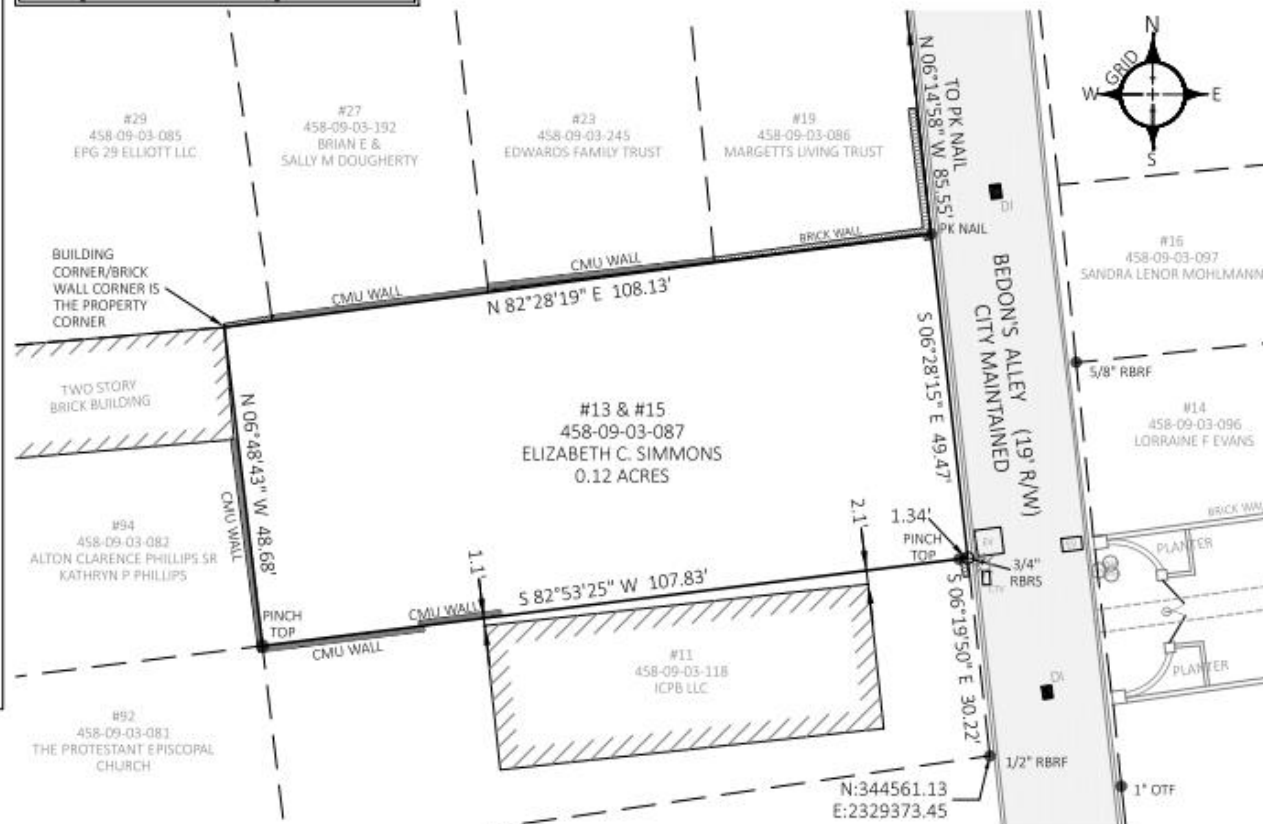 N
GRID
W
E
S
#29
458-09-03-085
EPG 29 ELLIOTT LLC
#27
458-09-03-192
BRIAN E &
SALLY M DOUGHERTY
#23
458-09-03-245
EDWARDS FAMILY TRUST
#19
458-09-03-086
MARGETTS LIVING TRUST
N 06°14'58" W 85.55'
TO PK NAIL
DI
PK NAIL
#16
458-09-03-097
SANDRA LENOR MOHLMANN
BUILDING
CORNER/BRICK
WALL CORNER IS
THE PROPERTY
CORNER
CMU WALL
CMU WALL
BRICK WALL
N 82°28'19" E 108.13'
BEDON'S ALLEY (19' R/W)
CITY MAINTAINED
S 06°28'15" E 49.47'
5/8" RBRF
TWO STORY
BRICK BUILDING
N 06°48'43" W 48.68'
CMU WALL
#13 & #15
458-09-03-087
ELIZABETH C. SIMMONS
0.12 ACRES
#14
458-09-03-096
LORRAINE F EVANS
BRICK WAL
#94
458-09-03-082
ALTON CLARENCE PHILLIPS SR
KATHRYN P PHILLIPS
2.1'
1.34'
PINCH
TOP
3/4"
RBRS
PLANTER
1.1'
S 82°53'25" W 107.83'
CMU WALL
PINCH
TOP
CMU WALL
S 06°19'50" E 30.22'
#11
458-09-03-118
ICPB LLC
PLANTER
DI
#92
458-09-03-081
THE PROTESTANT EPISCOPAL
CHURCH
1/2" RBRF
N:344561.13
E:2329373.45
1" OTF